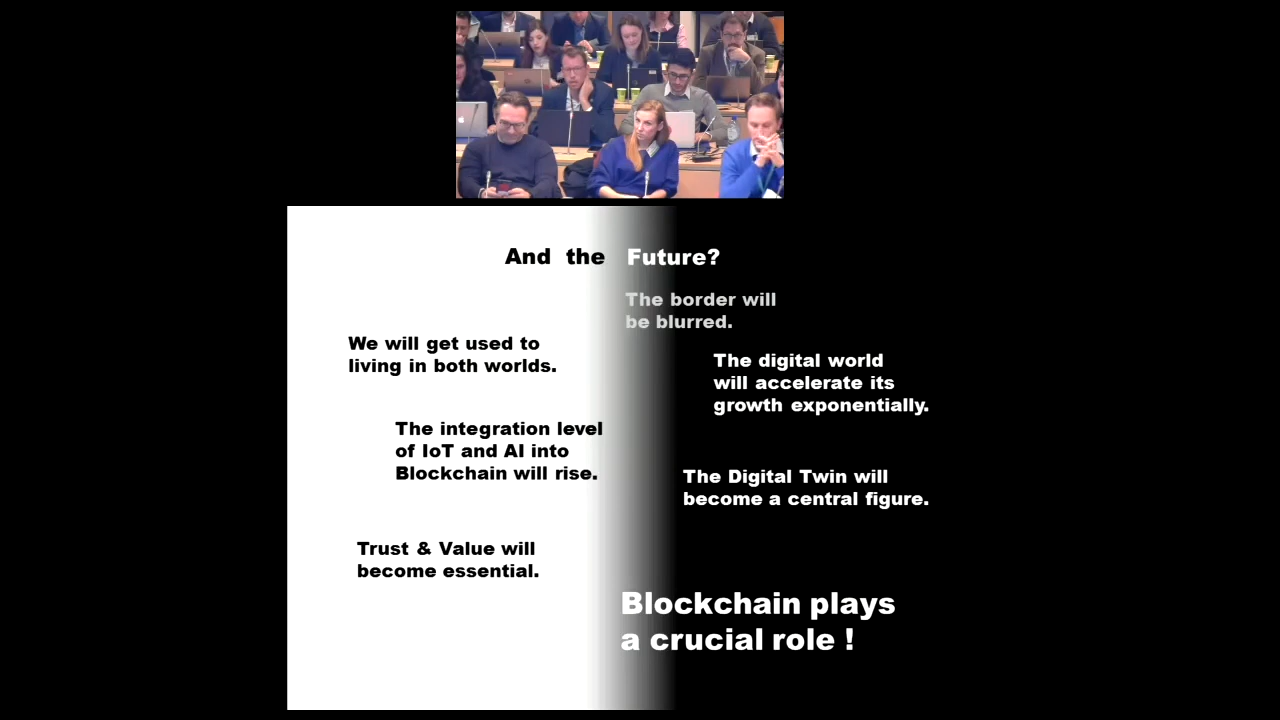 And the Future?
The border will
be blurred.
We will get used to
living in both worlds.
The digital world
will accelerate its
growth exponentially.
The integration level
of IoT and AI into
Blockchain will rise.
The Digital Twin will
become a central figure.
Trust & Value will
become essential.
Blockchain plays
a crucial role !